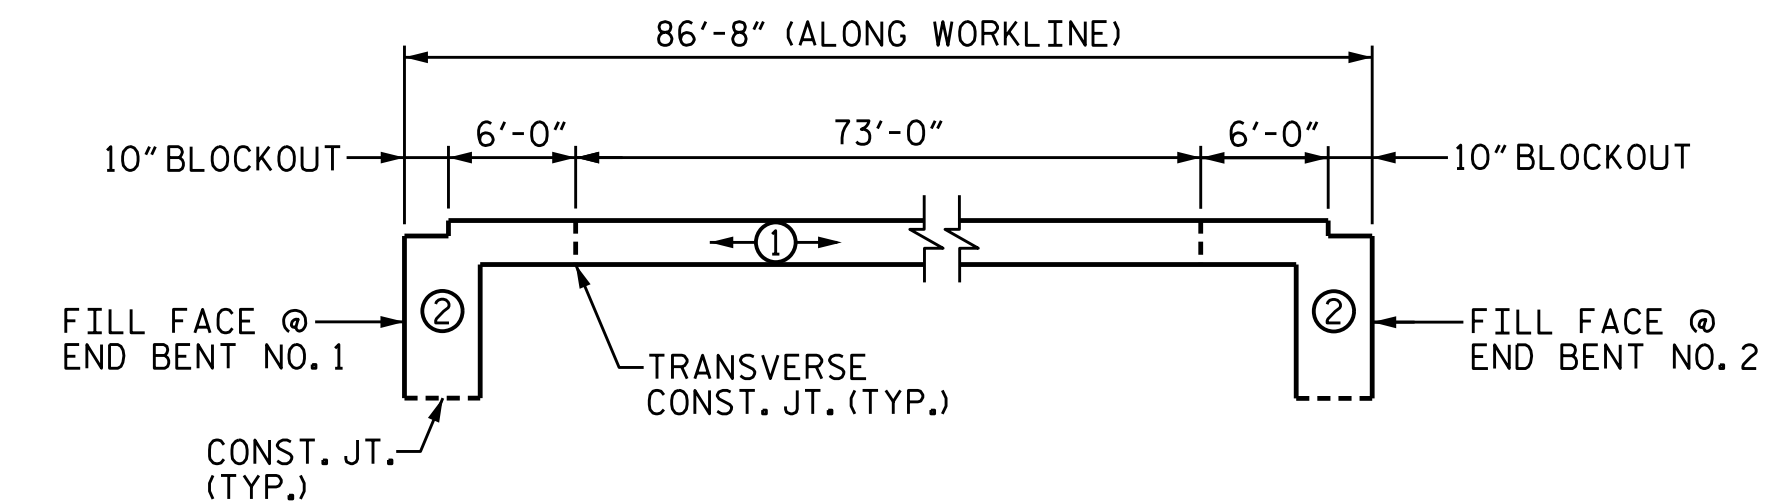 86'-8" (ALONG WORKLINE)
6'-0"
73'-0"
6'-0"
10" BLOCKOUT
10" BLOCKOUT
1
2
2
FILL FACE @
END BENT NO. 1
FILL FACE @
END BENT NO. 2
TRANSVERSE
CONST. JT. (TYP.)
CONST. JT.
(TYP.)